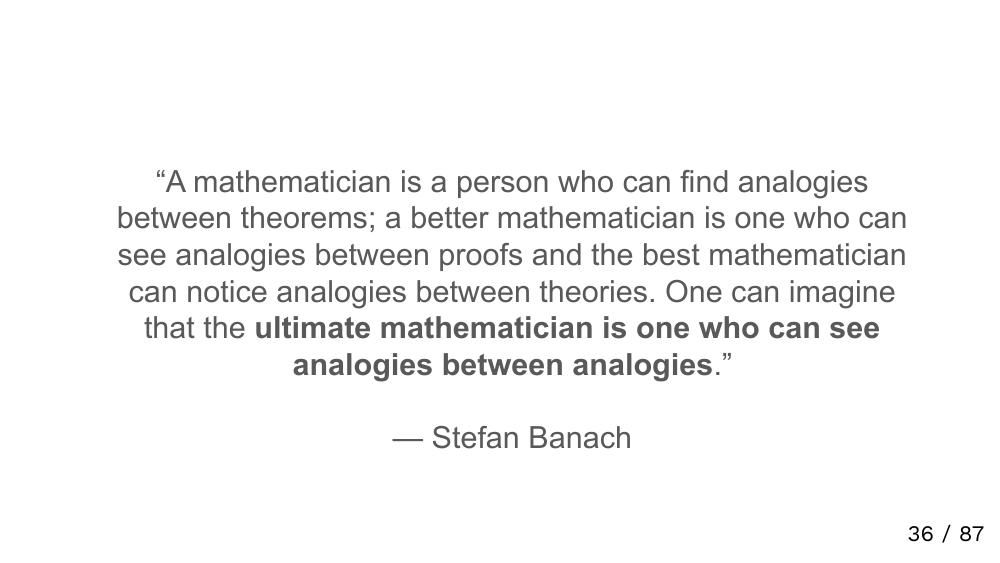 “A mathematician is a person who can find analogies
between theorems; a better mathematician is one who can
see analogies between proofs and the best mathematician
can notice analogies between theories. One can imagine
that the ultimate mathematician is one who can see
analogies between analogies.”
— Stefan Banach
36 / 87